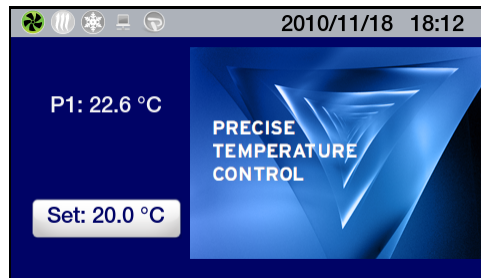 2010/11/18 18:12
P1: 22.6 °C
PRECISE
TEMPERATURE
CONTROL
Set: 20.0 °C